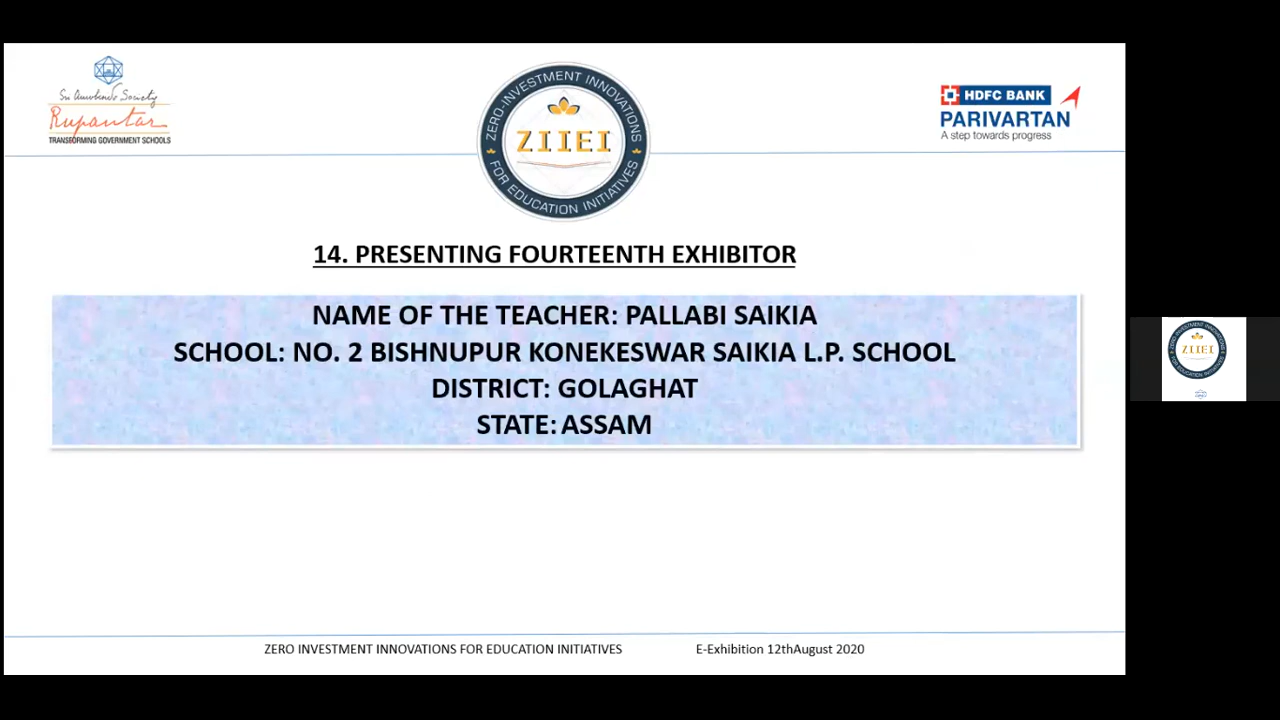 Sri Aurobindo Society
Rupantar
TRANSFORMING GOVERNMENT SCHOOLS
ZERO-INVESTMENT INNOVATIONS
ZIIEI
FOR EDUCATION INITIATIVES
HDFC BANK
PARIVARTAN
A step towards progress
14. PRESENTING FOURTEENTH EXHIBITOR
NAME OF THE TEACHER: PALLABI SAIKIA
SCHOOL: NO. 2 BISHNUPUR KONEKESWAR SAIKIA L.P. SCHOOL
DISTRICT: GOLAGHAT
STATE: ASSAM
ZIIEI
ZERO INVESTMENT INNOVATIONS FOR EDUCATION INITIATIVES
E-Exhibition 12thAugust 2020